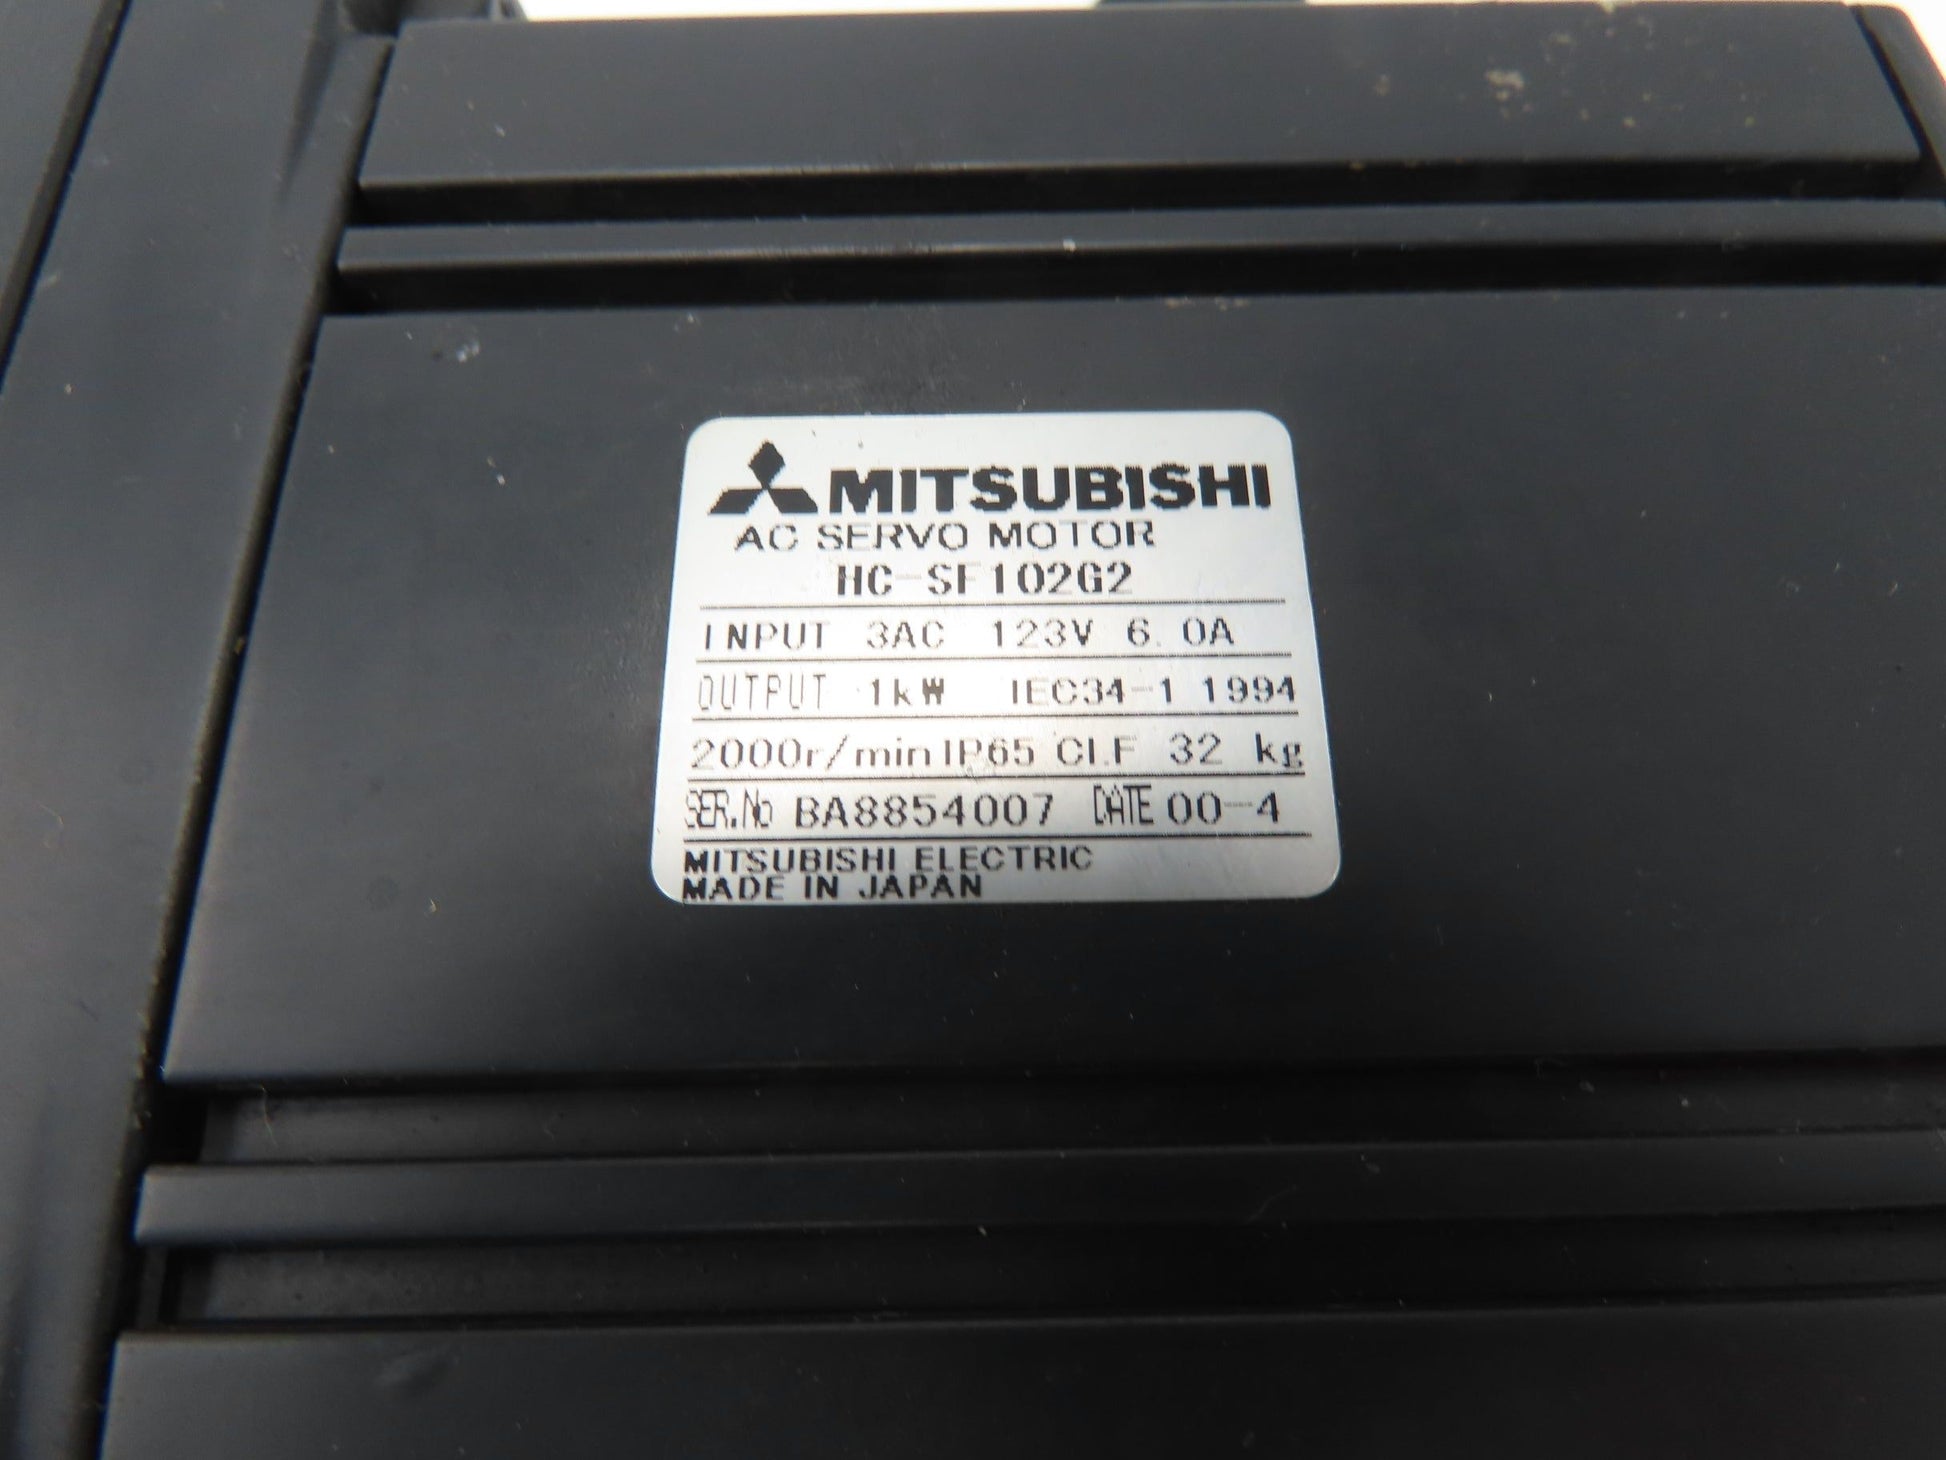 MITSUBISHI
AC SERVO MOTOR
HC-SF102G2
INPUT 3AC 123V 6.0A
OUTPUT 1kW IEC34-1 1994
2000r/min IP65 CI.F 32 kg
SER.No BA8854007 DATE 00-4
MITSUBISHI ELECTRIC
MADE IN JAPAN